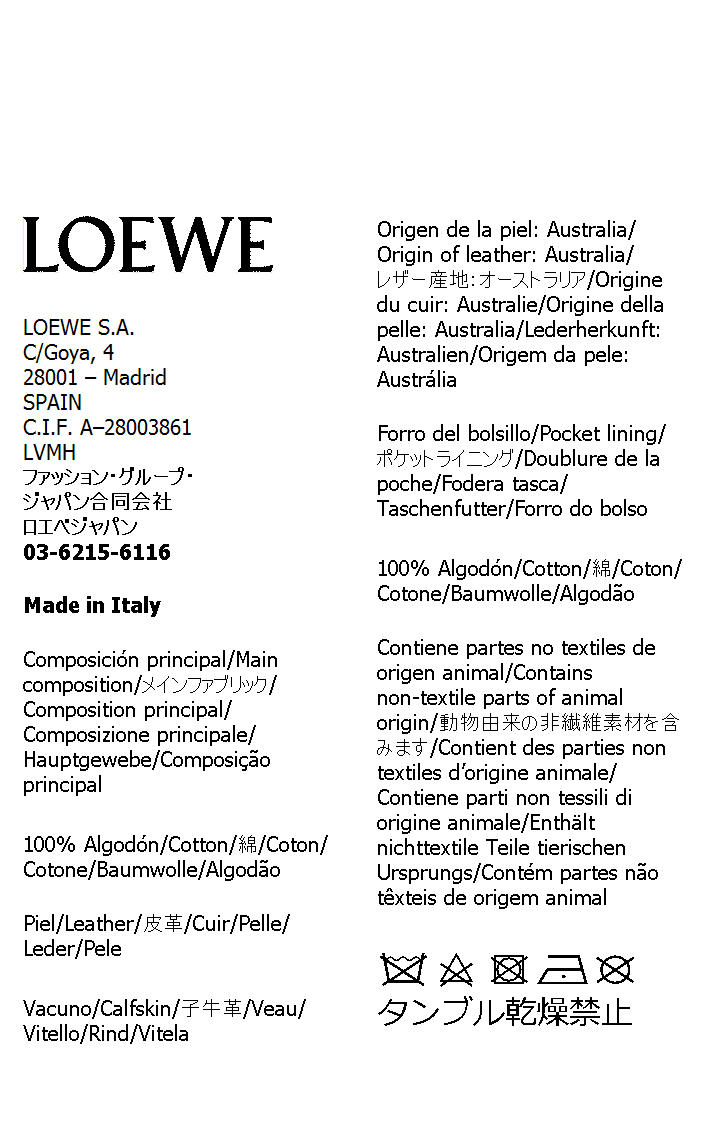 LOEWE
LOEWE S.A.
C/Goya, 4
28001 – Madrid
SPAIN
C.I.F. A–28003861
LVMH
ファッション・グループ・
ジャパン合同会社
ロエベジャパン
03-6215-6116
Made in Italy
Composición principal/Main
composition/メインファブリック/
Composition principal/
Composizione principale/
Hauptgewebe/Composição
principal
100% Algodón/Cotton/綿/Coton/
Cotone/Baumwolle/Algodão
Piel/Leather/皮革/Cuir/Pelle/
Leder/Pele
Vacuno/Calfskin/子牛革/Veau/
Vitello/Rind/Vitela
Origen de la piel: Australia/
Origin of leather: Australia/
レザー産地：オーストラリア/Origine
du cuir: Australie/Origine della
pelle: Australia/Lederherkunft:
Australien/Origem da pele:
Austrália
Forro del bolsillo/Pocket lining/
ポケットライニング/Doublure de la
poche/Fodera tasca/
Taschenfutter/Forro do bolso
100% Algodón/Cotton/綿/Coton/
Cotone/Baumwolle/Algodão
Contiene partes no textiles de
origen animal/Contains
non-textile parts of animal
origin/動物由来の非繊維素材を含
みます/Contient des parties non
textiles d’origine animale/
Contiene parti non tessili di
origine animale/Enthält
nichttextile Teile tierischen
Ursprungs/Contém partes não
têxteis de origem animal
タンブル乾燥禁止